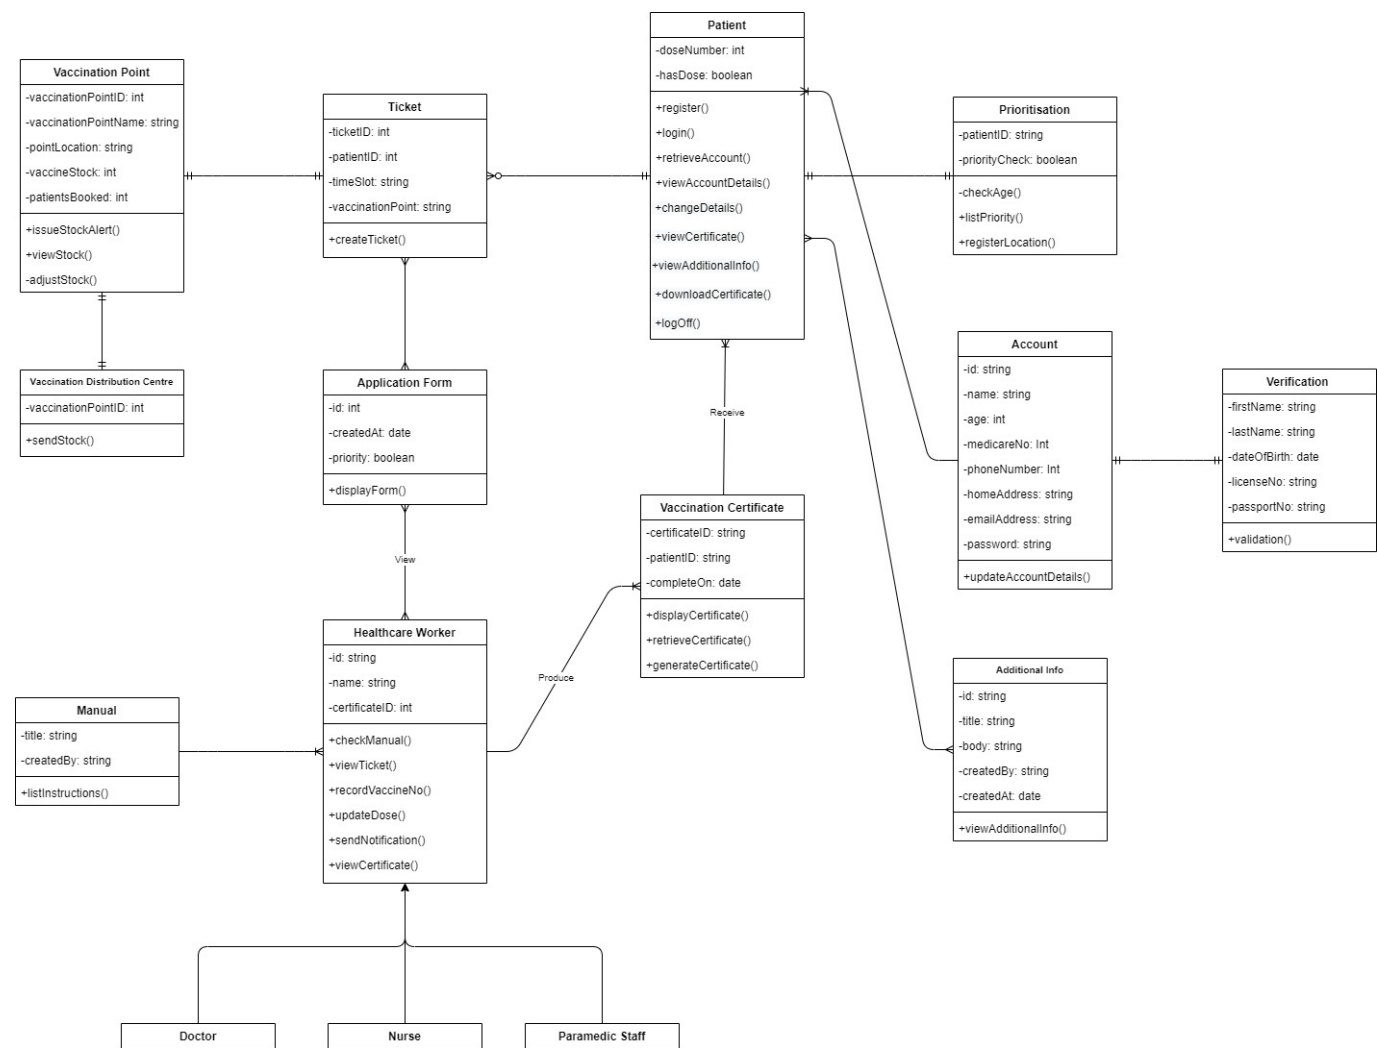 Patient
-doseNumber: int
-hasDose: boolean
+register()
+login()
+retrieveAccount()
+viewAccountDetails()
+changeDetails()
+viewCertificate()
+viewAdditionalInfo()
+downloadCertificate()
+logOff()
Vaccination Point
-vaccinationPointID: int
-vaccinationPointName: string
-pointLocation: string
-vaccineStock: int
-patientsBooked: int
+issueStockAlert()
+viewStock()
-adjustStock()
Ticket
-ticketID: int
-patientID: int
-timeSlot: string
-vaccinationPoint: string
+createTicket()
Prioritisation
-patientID: string
-priorityCheck: boolean
-checkAge()
+listPriority()
+registerLocation()
Vaccination Distribution Centre
-vaccinationPointID: int
+sendStock()
Application Form
-id: int
-createdAt: date
-priority: boolean
+displayForm()
Receive
Account
-id: string
-name: string
-age: int
-medicareNo: Int
-phoneNumber: Int
-homeAddress: string
-emailAddress: string
-password: string
+updateAccountDetails()
Verification
-firstName: string
-lastName: string
-dateOfBirth: date
-licenseNo: string
-passportNo: string
+validation()
View
Vaccination Certificate
-certificateID: string
-patientID: string
-completeOn: date
+displayCertificate()
+retrieveCertificate()
+generateCertificate()
Produce
Healthcare Worker
-id: string
-name: string
-certificateID: int
+checkManual()
+viewTicket()
+recordVaccineNo()
+updateDose()
+sendNotification()
+viewCertificate()
Manual
-title: string
-createdBy: string
+listInstructions()
Additional Info
-id: string
-title: string
-body: string
-createdBy: string
-createdAt: date
+viewAdditionalInfo()
Doctor
Nurse
Paramedic Staff